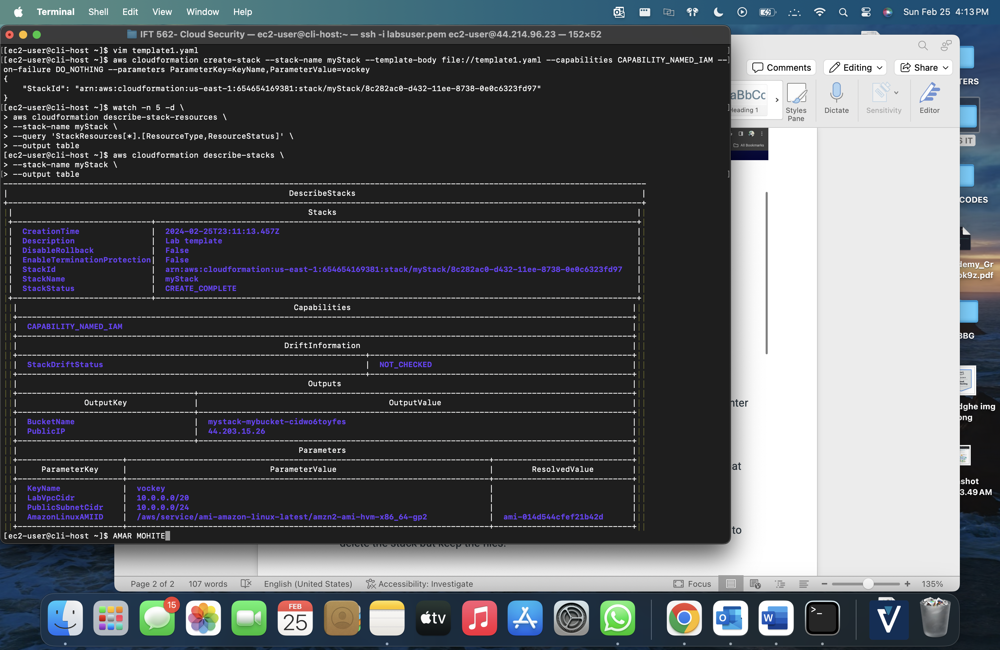 Terminal Shell Edit View Window Help Sun Feb 25 4:13 PM
IFT 562- Cloud Security — ec2-user@cli-host:~ — ssh -i labsuser.pem ec2-user@44.214.96.23 — 152×52
[[ec2-user@cli-host ~]$ vim template1.yaml ]
[[ec2-user@cli-host ~]$ aws cloudformation create-stack --stack-name myStack --template-body file://template1.yaml --capabilities CAPABILITY_NAMED_IAM --]
on-failure DO_NOTHING --parameters ParameterKey=KeyName,ParameterValue=vockey
{
"StackId": "arn:aws:cloudformation:us-east-1:654654169381:stack/myStack/8c282ac0-d432-11ee-8738-0e0c6323fd97"
}
[[ec2-user@cli-host ~]$ watch -n 5 -d \ ]
> aws cloudformation describe-stack-resources \
> --stack-name myStack \
> --query 'StackResources[*].[ResourceType,ResourceStatus]' \
> --output table
[ec2-user@cli-host ~]$ aws cloudformation describe-stacks \
> --stack-name myStack \
[> --output table ]
DescribeStacks
Stacks
CreationTime | 2024-02-25T23:11:13.457Z
Description | Lab template
DisableRollback | False
EnableTerminationProtection| False
StackId | arn:aws:cloudformation:us-east-1:654654169381:stack/myStack/8c282ac0-d432-11ee-8738-0e0c6323fd97
StackName | myStack
StackStatus | CREATE_COMPLETE
Capabilities
CAPABILITY_NAMED_IAM
DriftInformation
StackDriftStatus | NOT_CHECKED
Outputs
OutputKey | OutputValue
BucketName | mystack-mybucket-cidwo6toyfes
PublicIP | 44.203.15.26
Parameters
ParameterKey | ParameterValue | ResolvedValue
KeyName | vockey
LabVpcCidr | 10.0.0.0/20
PublicSubnetCidr | 10.0.0.0/24
AmazonLinuxAMIID | /aws/service/ami-amazon-linux-latest/amzn2-ami-hvm-x86_64-gp2 | ami-014d544cfef21b42d
[ec2-user@cli-host ~]$ AMAR MOHITE
Comments Editing Share
aBbCc
Heading 1
Styles
Pane
Dictate
Sensitivity
Editor
All Bookmarks
nter
at
to
delete the stack but keep the files.
TERS
S IT
CODES
demy_Gr
ok9z.pdf
BBG
dghe img
png
shot
3.49 AM
Page 2 of 2 107 words English (United States) Accessibility: Investigate Focus 135%
15
FEB
25
tv
O
W
>_
V